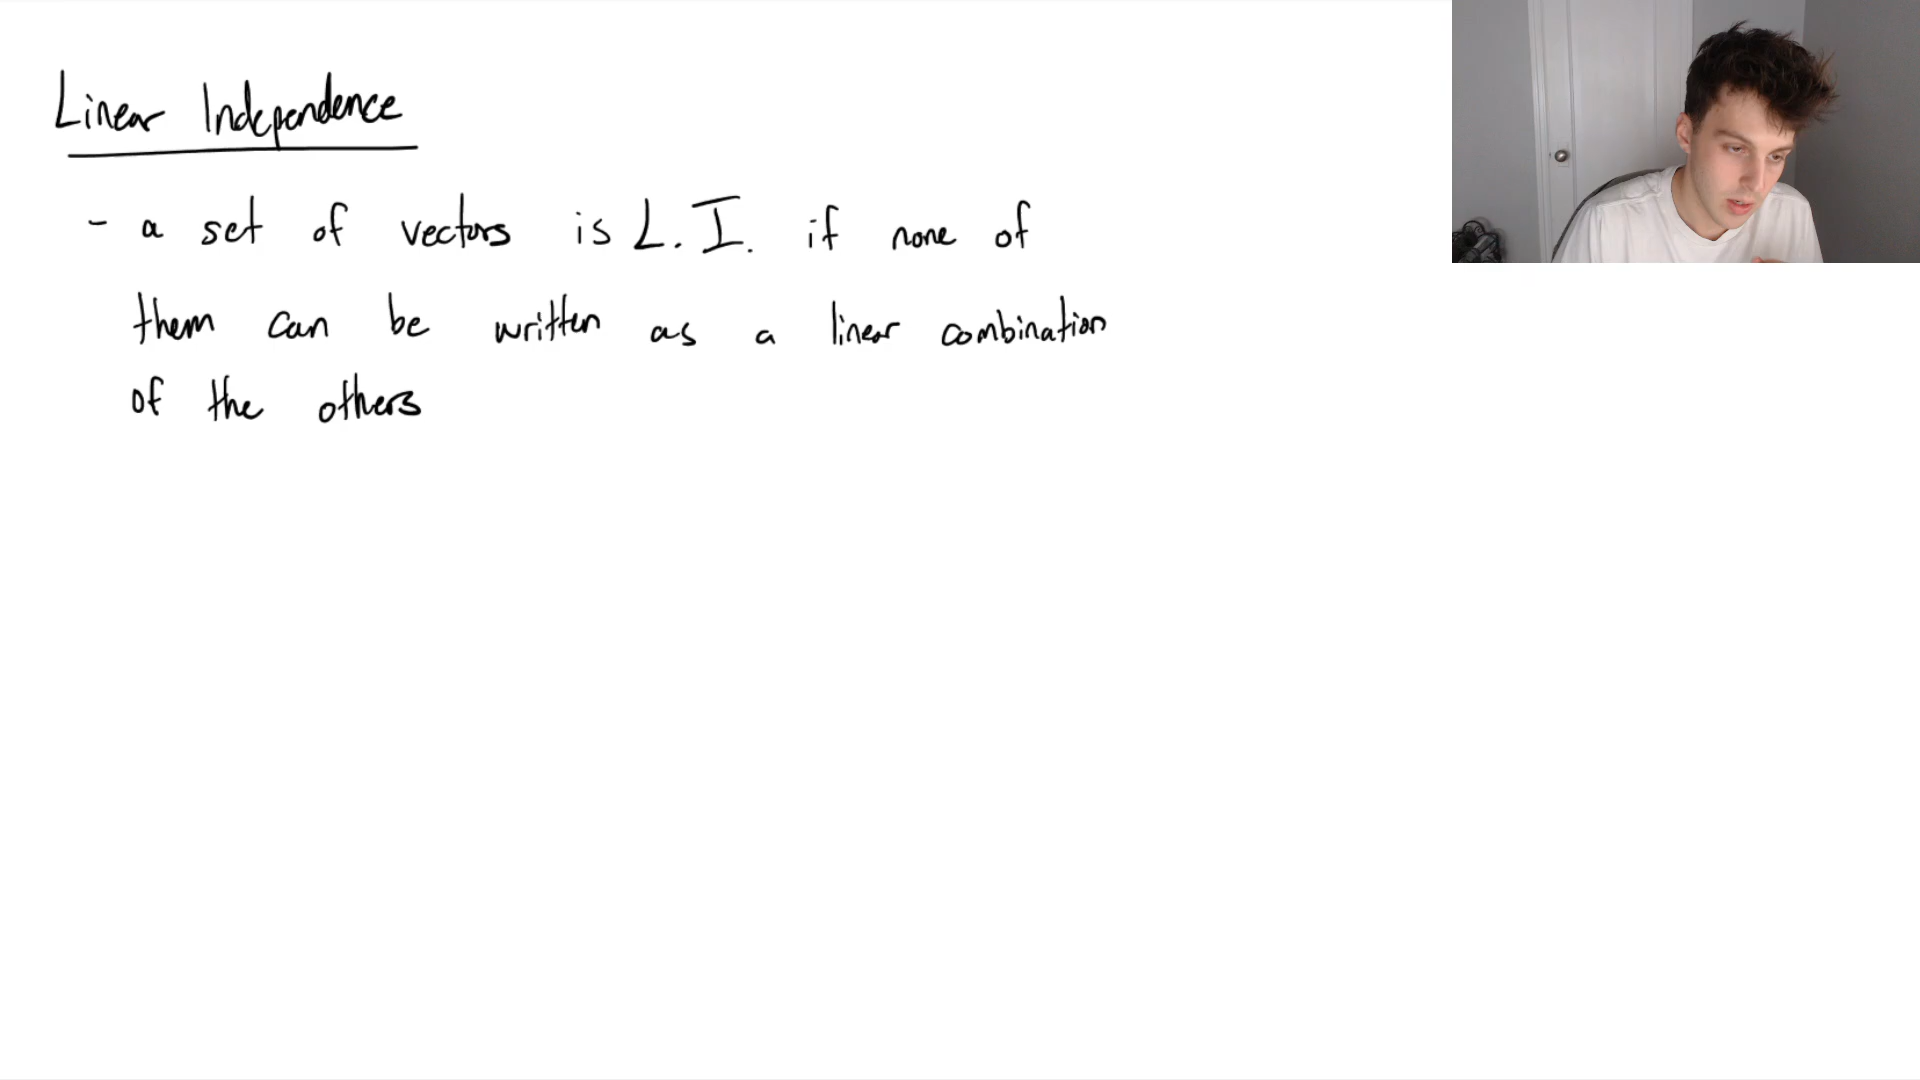 Linear Independence
- a set of vectors is L.I. if none of
them can be written as a linear combination
of the others